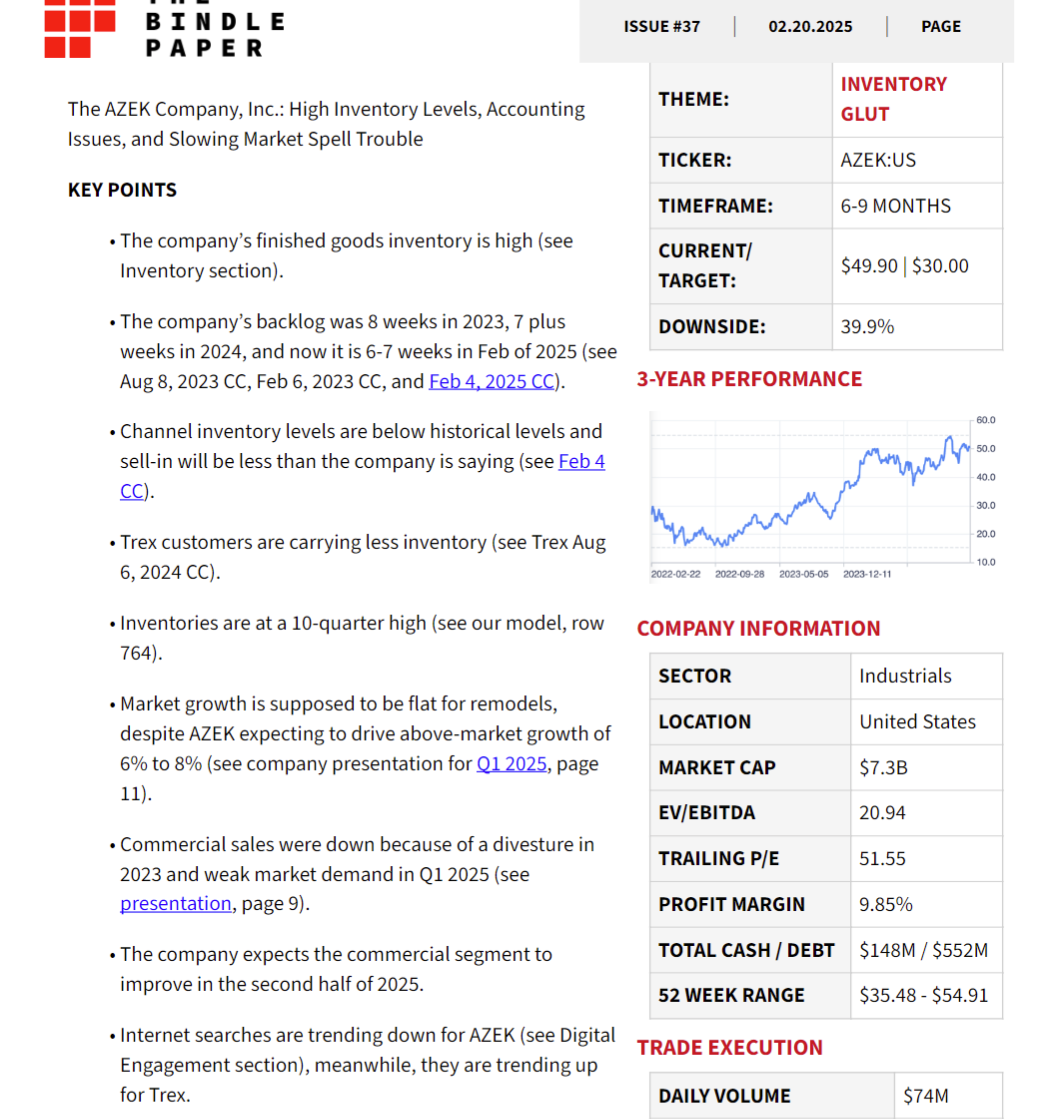 THE
BINDLE
PAPER
ISSUE #37 | 02.20.2025 | PAGE
The AZEK Company, Inc.: High Inventory Levels, Accounting
Issues, and Slowing Market Spell Trouble
KEY POINTS
• The company’s finished goods inventory is high (see
Inventory section).
• The company’s backlog was 8 weeks in 2023, 7 plus
weeks in 2024, and now it is 6-7 weeks in Feb of 2025 (see
Aug 8, 2023 CC, Feb 6, 2023 CC, and Feb 4, 2025 CC).
• Channel inventory levels are below historical levels and
sell-in will be less than the company is saying (see Feb 4
CC).
• Trex customers are carrying less inventory (see Trex Aug
6, 2024 CC).
• Inventories are at a 10-quarter high (see our model, row
764).
• Market growth is supposed to be flat for remodels,
despite AZEK expecting to drive above-market growth of
6% to 8% (see company presentation for Q1 2025, page
11).
• Commercial sales were down because of a divesture in
2023 and weak market demand in Q1 2025 (see
presentation, page 9).
• The company expects the commercial segment to
improve in the second half of 2025.
• Internet searches are trending down for AZEK (see Digital
Engagement section), meanwhile, they are trending up
for Trex.
THEME: INVENTORY
GLUT
TICKER: AZEK:US
TIMEFRAME: 6-9 MONTHS
CURRENT/
TARGET: $49.90 | $30.00
DOWNSIDE: 39.9%
3-YEAR PERFORMANCE
60.0
50.0
40.0
30.0
20.0
10.0
2022-02-22 2022-09-28 2023-05-05 2023-12-11
COMPANY INFORMATION
SECTOR Industrials
LOCATION United States
MARKET CAP $7.3B
EV/EBITDA 20.94
TRAILING P/E 51.55
PROFIT MARGIN 9.85%
TOTAL CASH / DEBT $148M / $552M
52 WEEK RANGE $35.48 - $54.91
TRADE EXECUTION
DAILY VOLUME $74M